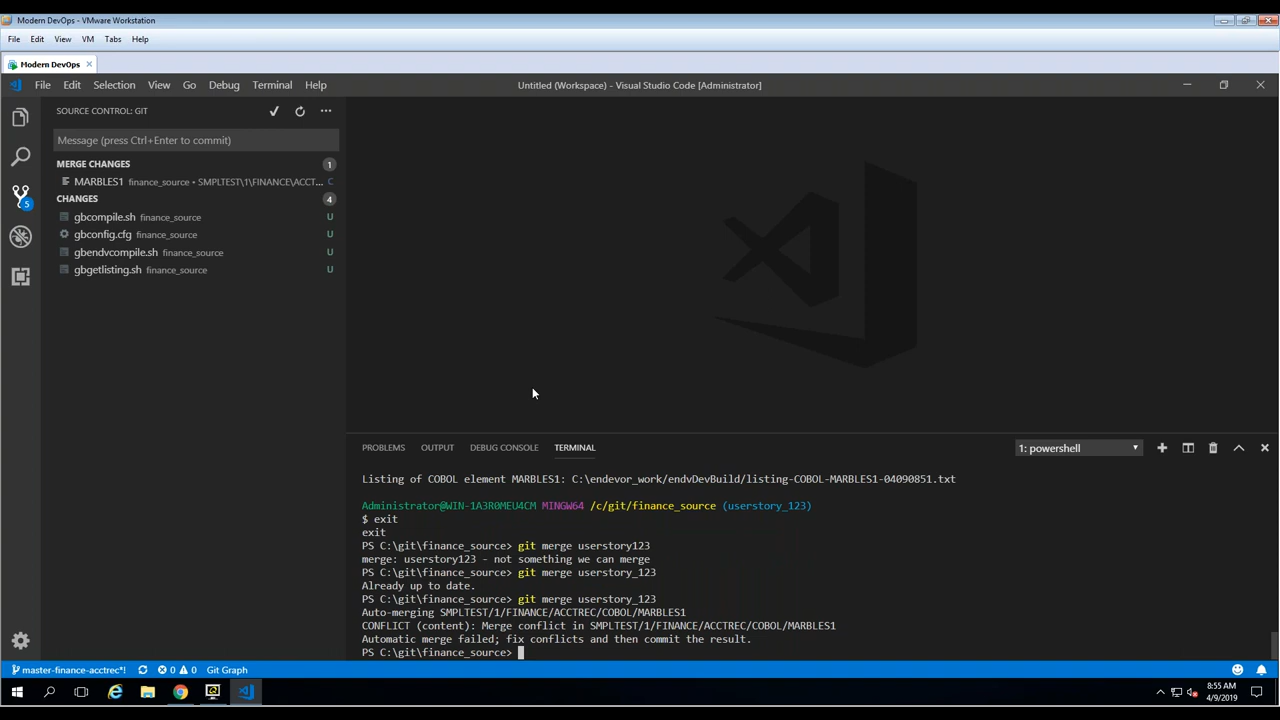 Modern DevOps - VMware Workstation
File Edit View VM Tabs Help
Modern DevOps
File Edit Selection View Go Debug Terminal Help
Untitled (Workspace) - Visual Studio Code [Administrator]
SOURCE CONTROL: GIT
Message (press Ctrl+Enter to commit)
MERGE CHANGES 1
MARBLES1 finance_source • SMPLTEST\1\FINANCE\ACCT... C
CHANGES 4
gbcompile.sh finance_source U
gbconfig.cfg finance_source U
gbendvcompile.sh finance_source U
gbgetlisting.sh finance_source U
5
PROBLEMS OUTPUT DEBUG CONSOLE TERMINAL 1: powershell
Listing of COBOL element MARBLES1: C:\endevor_work/endvDevBuild/listing-COBOL-MARBLES1-04090851.txt
Administrator@WIN-1A3R0MEU4CM MINGW64 /c/git/finance_source (userstory_123)
$ exit
exit
PS C:\git\finance_source> git merge userstory123
merge: userstory123 - not something we can merge
PS C:\git\finance_source> git merge userstory_123
Already up to date.
PS C:\git\finance_source> git merge userstory_123
Auto-merging SMPLTEST/1/FINANCE/ACCTREC/COBOL/MARBLES1
CONFLICT (content): Merge conflict in SMPLTEST/1/FINANCE/ACCTREC/COBOL/MARBLES1
Automatic merge failed; fix conflicts and then commit the result.
PS C:\git\finance_source>
master-finance-acctrec*! 0 0 Git Graph
8:55 AM
4/9/2019